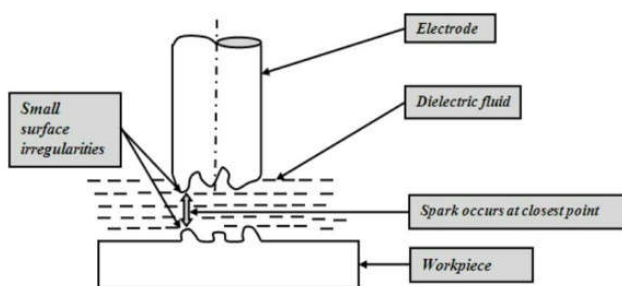 Electrode
Dielectric fluid
Small
surface
irregularities
Spark occurs at closest point
Workpiece